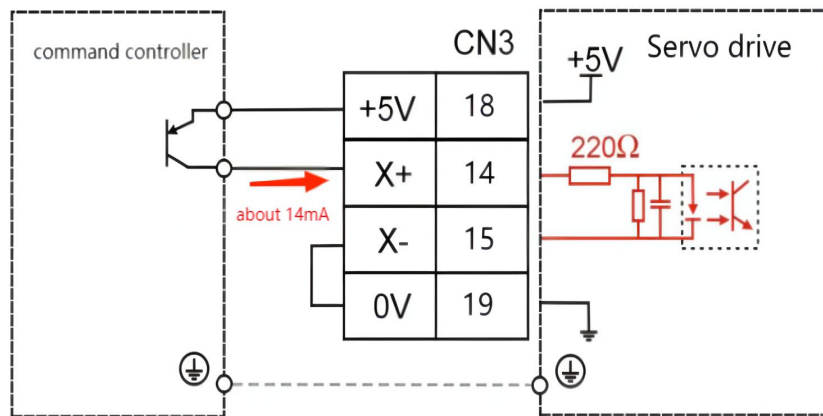 command controller
CN3
Servo drive
+5V
+5V 18
220Ω
X+ 14
about 14mA
X- 15
0V 19